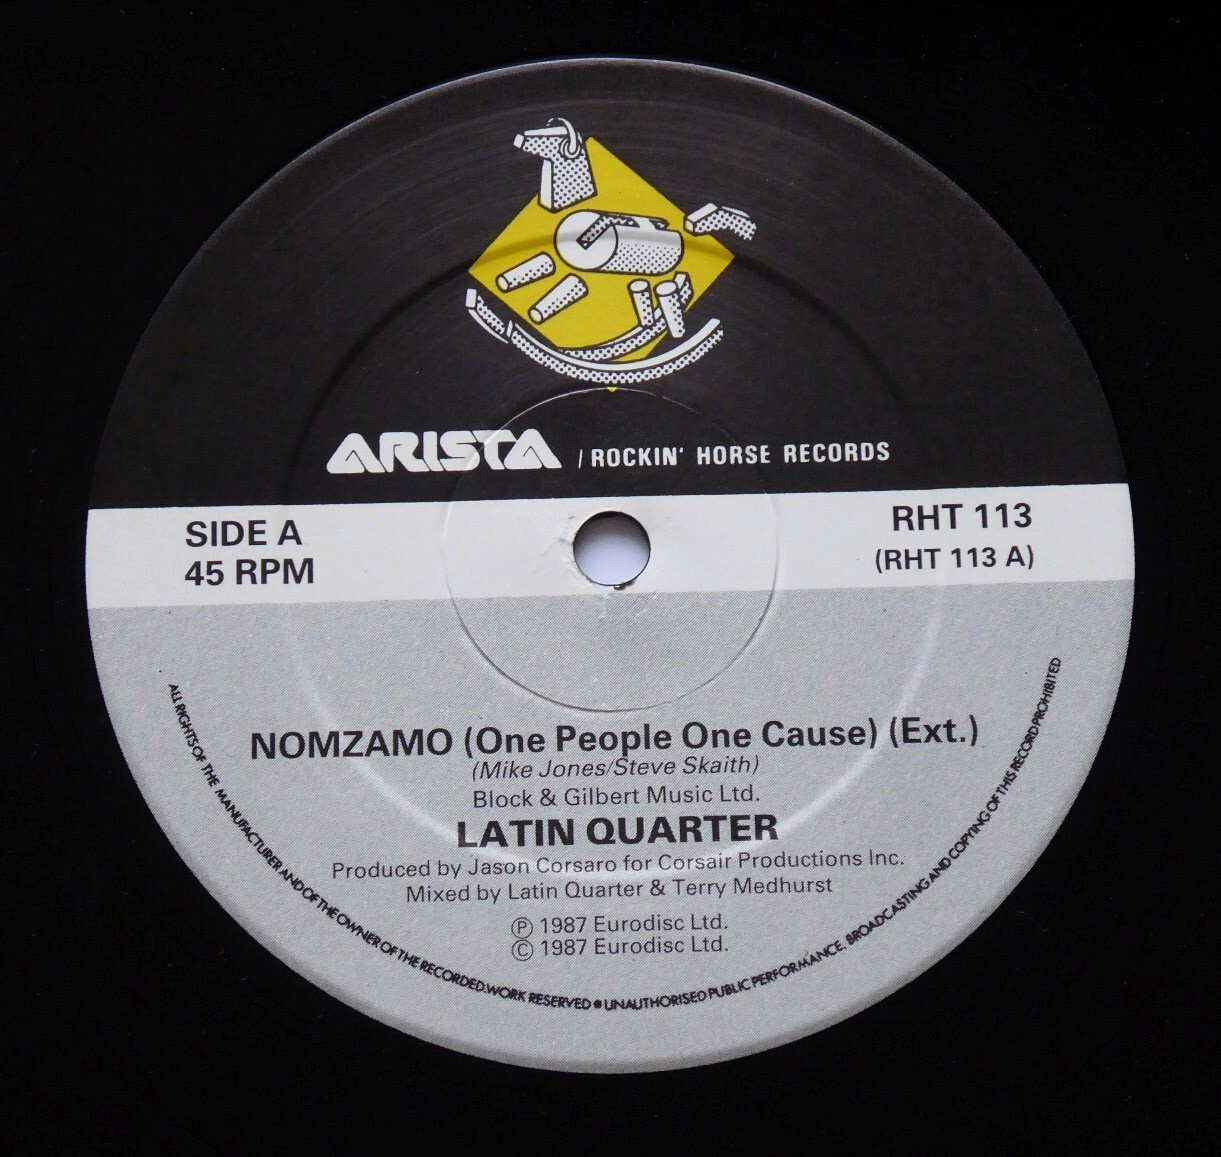 ARISTA / ROCKIN' HORSE RECORDS
SIDE A
45 RPM
RHT 113
(RHT 113 A)
NOMZAMO (One People One Cause) (Ext.)
(Mike Jones/Steve Skaith)
Block & Gilbert Music Ltd.
LATIN QUARTER
Produced by Jason Corsaro for Corsair Productions Inc.
Mixed by Latin Quarter & Terry Medhurst
Ⓟ 1987 Eurodisc Ltd.
© 1987 Eurodisc Ltd.
ALL RIGHTS OF THE MANUFACTURER AND OF THE OWNER OF THE RECORDED WORK RESERVED ● UNAUTHORISED PUBLIC PERFORMANCE, BROADCASTING AND COPYING OF THIS RECORD PROHIBITED